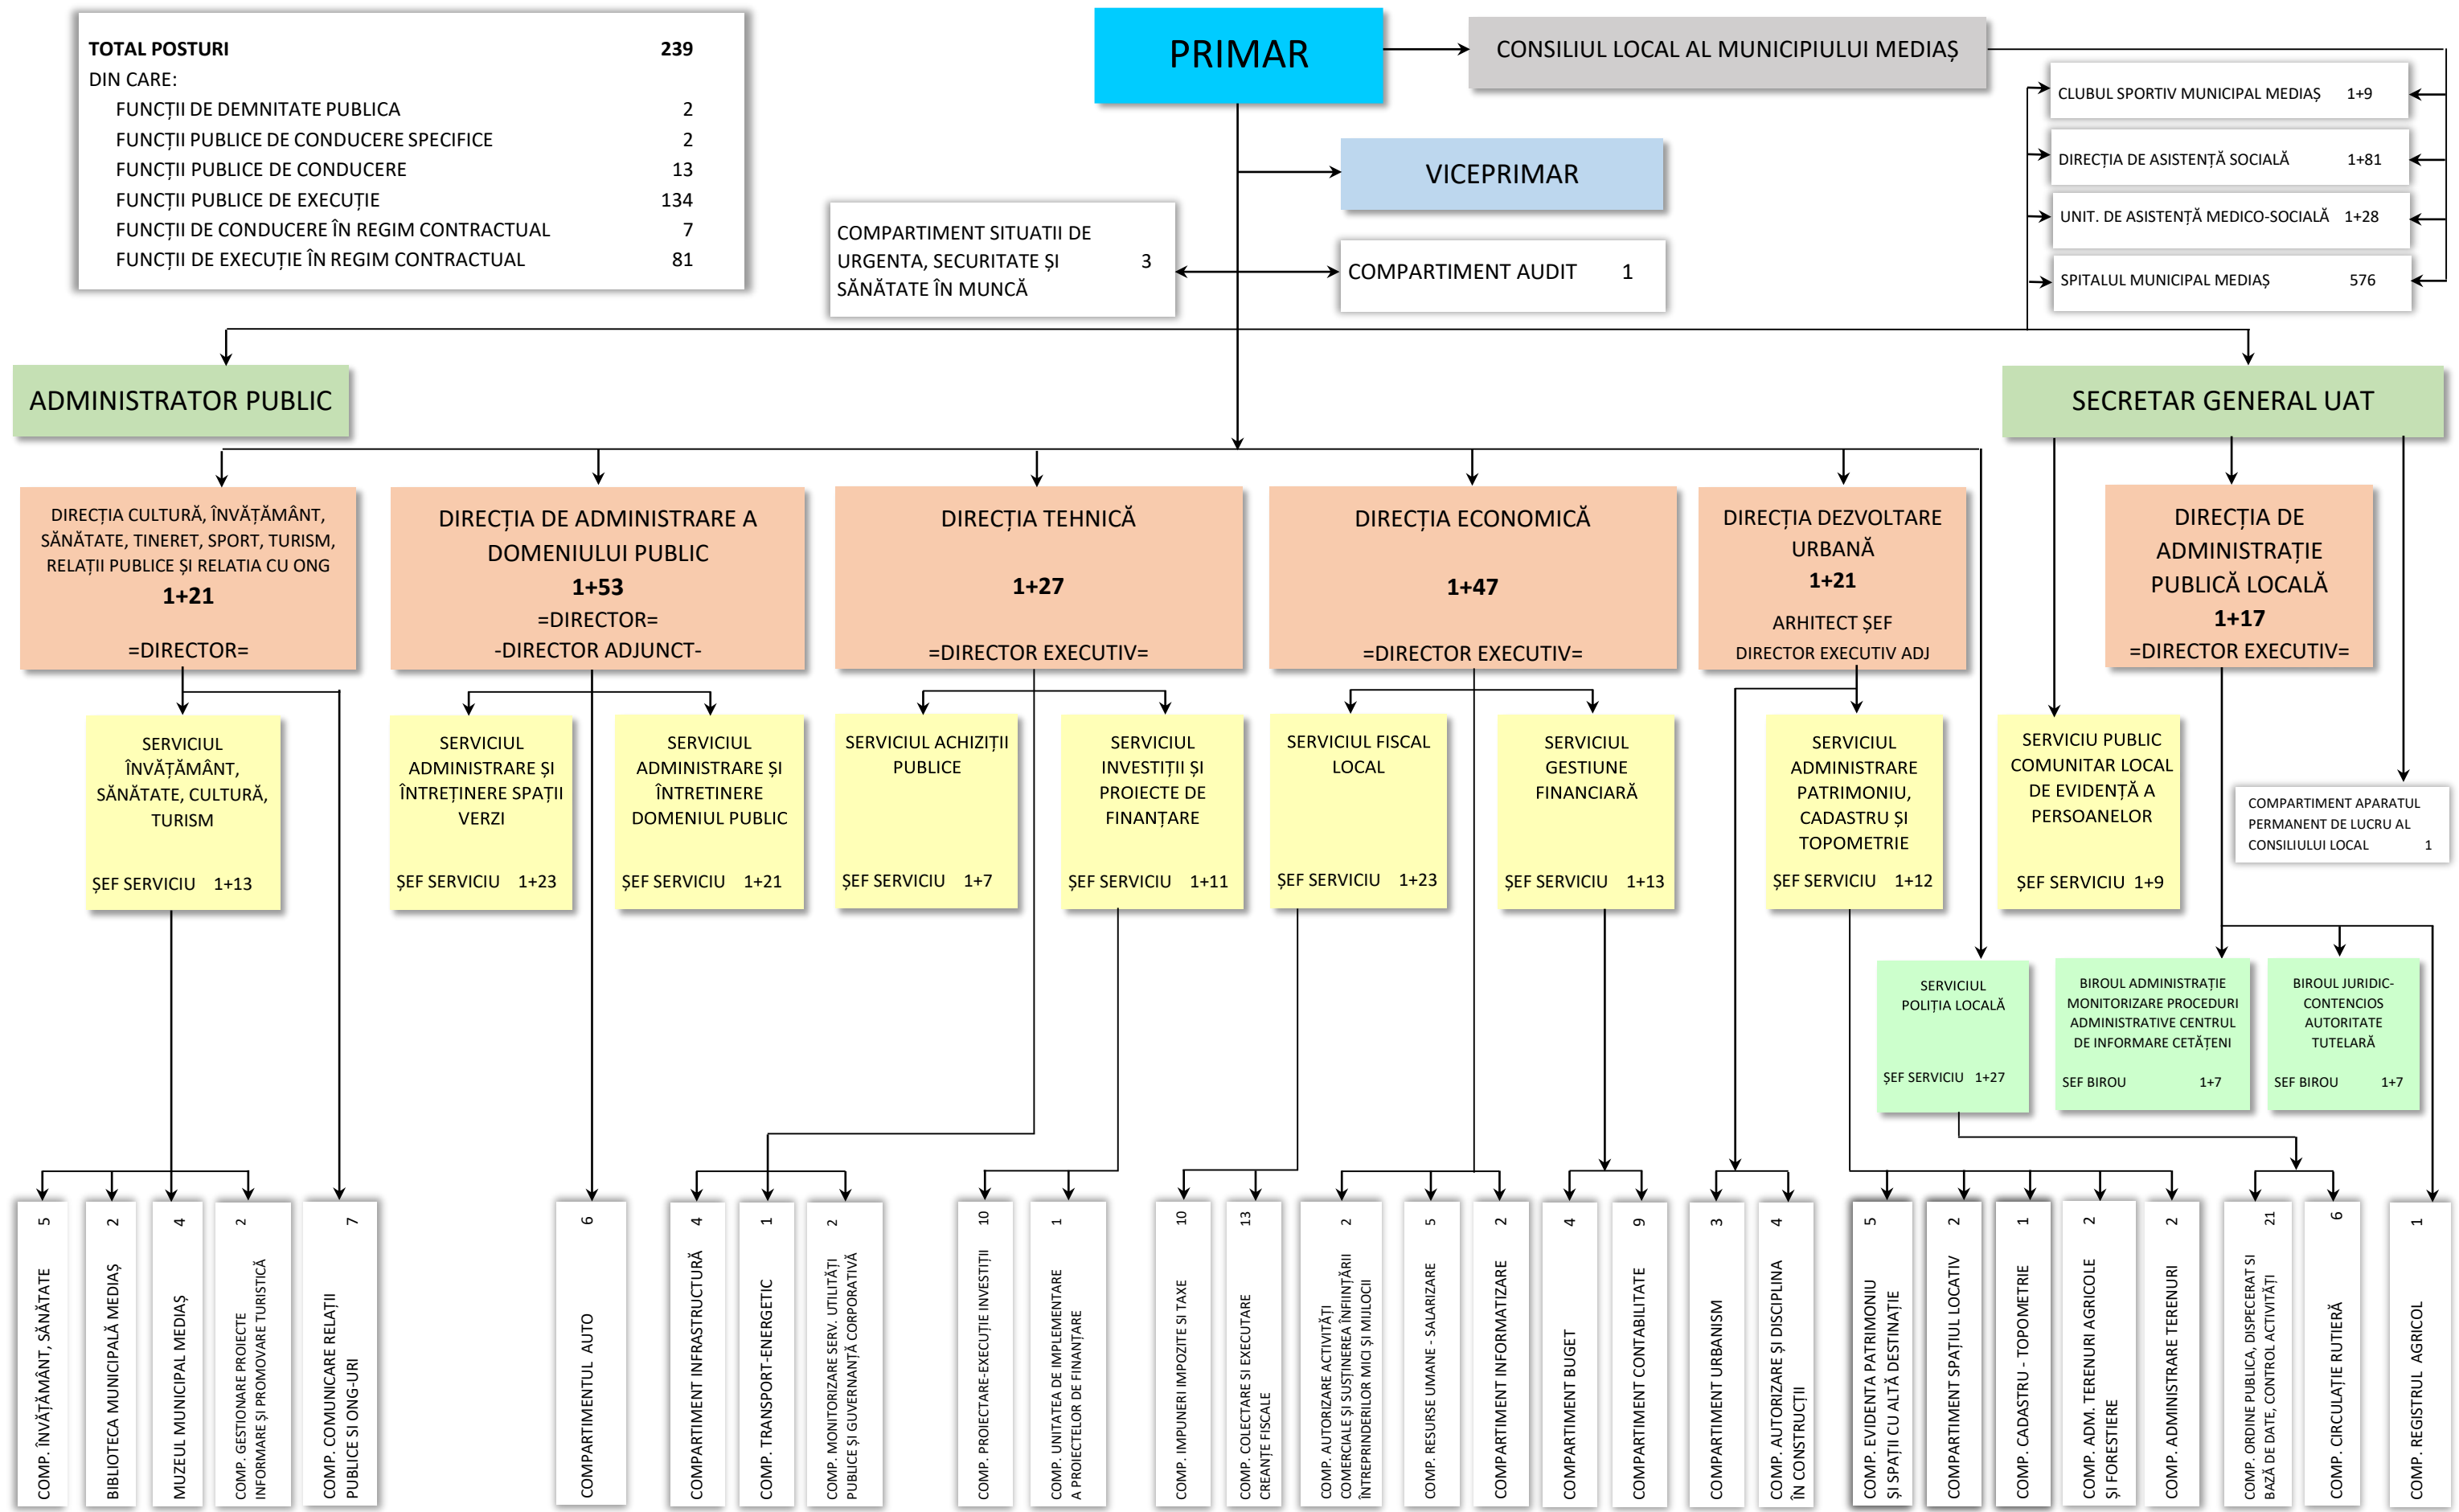 TOTAL POSTURI 239
DIN CARE:
FUNCȚII DE DEMNITATE PUBLICA 2
FUNCȚII PUBLICE DE CONDUCERE SPECIFICE 2
FUNCȚII PUBLICE DE CONDUCERE 13
FUNCȚII PUBLICE DE EXECUȚIE 134
FUNCȚII DE CONDUCERE ÎN REGIM CONTRACTUAL 7
FUNCȚII DE EXECUȚIE ÎN REGIM CONTRACTUAL 81
PRIMAR
CONSILIUL LOCAL AL MUNICIPIULUI MEDIAȘ
CLUBUL SPORTIV MUNICIPAL MEDIAȘ 1+9
DIRECȚIA DE ASISTENȚĂ SOCIALĂ 1+81
UNIT. DE ASISTENȚĂ MEDICO-SOCIALĂ 1+28
SPITALUL MUNICIPAL MEDIAȘ 576
VICEPRIMAR
COMPARTIMENT SITUATII DE
URGENTA, SECURITATE ȘI 3
SĂNĂTATE ÎN MUNCĂ
COMPARTIMENT AUDIT 1
ADMINISTRATOR PUBLIC
SECRETAR GENERAL UAT
DIRECȚIA CULTURĂ, ÎNVĂȚĂMÂNT,
SĂNĂTATE, TINERET, SPORT, TURISM,
RELAȚII PUBLICE ȘI RELATIA CU ONG
1+21
=DIRECTOR=
DIRECȚIA DE ADMINISTRARE A
DOMENIULUI PUBLIC
1+53
=DIRECTOR=
-DIRECTOR ADJUNCT-
DIRECȚIA TEHNICĂ
1+27
=DIRECTOR EXECUTIV=
DIRECȚIA ECONOMICĂ
1+47
=DIRECTOR EXECUTIV=
DIRECȚIA DEZVOLTARE
URBANĂ
1+21
ARHITECT ȘEF
DIRECTOR EXECUTIV ADJ
DIRECȚIA DE
ADMINISTRAȚIE
PUBLICĂ LOCALĂ
1+17
=DIRECTOR EXECUTIV=
SERVICIUL
ÎNVĂȚĂMÂNT,
SĂNĂTATE, CULTURĂ,
TURISM
ȘEF SERVICIU 1+13
SERVICIUL
ADMINISTRARE ȘI
ÎNTREȚINERE SPAȚII
VERZI
ȘEF SERVICIU 1+23
SERVICIUL
ADMINISTRARE ȘI
ÎNTRETINERE
DOMENIUL PUBLIC
ȘEF SERVICIU 1+21
SERVICIUL ACHIZIȚII
PUBLICE
ȘEF SERVICIU 1+7
SERVICIUL
INVESTIȚII ȘI
PROIECTE DE
FINANȚARE
ȘEF SERVICIU 1+11
SERVICIUL FISCAL
LOCAL
ȘEF SERVICIU 1+23
SERVICIUL
GESTIUNE
FINANCIARĂ
ȘEF SERVICIU 1+13
SERVICIUL
ADMINISTRARE
PATRIMONIU,
CADASTRU ȘI
TOPOMETRIE
ȘEF SERVICIU 1+12
SERVICIU PUBLIC
COMUNITAR LOCAL
DE EVIDENȚĂ A
PERSOANELOR
ȘEF SERVICIU 1+9
COMPARTIMENT APARATUL
PERMANENT DE LUCRU AL
CONSILIULUI LOCAL 1
SERVICIUL
POLIȚIA LOCALĂ
ȘEF SERVICIU 1+27
BIROUL ADMINISTRAȚIE
MONITORIZARE PROCEDURI
ADMINISTRATIVE CENTRUL
DE INFORMARE CETĂȚENI
SEF BIROU 1+7
BIROUL JURIDIC-
CONTENCIOS
AUTORITATE
TUTELARĂ
SEF BIROU 1+7
COMP. ÎNVĂȚĂMÂNT, SĂNĂTATE 5
BIBLIOTECA MUNICIPALĂ MEDIAȘ 2
MUZEUL MUNICIPAL MEDIAȘ 4
COMP. GESTIONARE PROIECTE 2
INFORMARE ȘI PROMOVARE TURISTICĂ
COMP. COMUNICARE RELAȚII 7
PUBLICE SI ONG-URI
COMPARTIMENTUL AUTO 6
COMPARTIMENT INFRASTRUCTURĂ 4
COMP. TRANSPORT-ENERGETIC 1
COMP. MONITORIZARE SERV. UTILITĂȚI 2
PUBLICE ȘI GUVERNANȚĂ CORPORATIVĂ
COMP. PROIECTARE-EXECUȚIE INVESTIȚII 10
COMP. UNITATEA DE IMPLEMENTARE 1
A PROIECTELOR DE FINANȚARE
COMP. IMPUNERI IMPOZITE SI TAXE 10
COMP. COLECTARE SI EXECUTARE 13
CREANȚE FISCALE
COMP. AUTORIZARE ACTIVITĂȚI 2
COMERCIALE ȘI SUSȚINEREA ÎNFIINȚĂRII
ÎNTREPRINDERILOR MICI ȘI MIJLOCII
COMP. RESURSE UMANE - SALARIZARE 5
COMPARTIMENT INFORMATIZARE 2
COMPARTIMENT BUGET 4
COMPARTIMENT CONTABILITATE 9
COMPARTIMENT URBANISM 3
COMP. AUTORIZARE ȘI DISCIPLINA 4
ÎN CONSTRUCȚII
COMP. EVIDENTA PATRIMONIU 5
ȘI SPAȚII CU ALTĂ DESTINAȚIE
COMPARTIMENT SPAȚIUL LOCATIV 2
COMP. CADASTRU - TOPOMETRIE 1
COMP. ADM. TERENURI AGRICOLE 2
ȘI FORESTIERE
COMP. ADMINISTRARE TERENURI 2
COMP. ORDINE PUBLICA, DISPECERAT SI 21
BAZĂ DE DATE, CONTROL ACTIVITĂȚI
COMP. CIRCULAȚIE RUTIERĂ 6
COMP. REGISTRUL AGRICOL 1